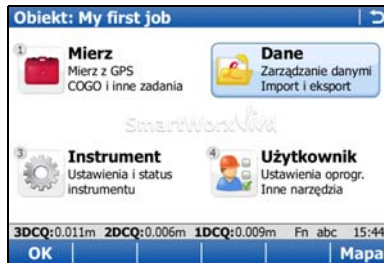 Obiekt: My first job
1
Mierz
Mierz z GPS
COGO i inne zadania
Dane
Zarządzanie danymi
Import i eksport
SmartWorx Viva
3
Instrument
Ustawienia i status
instrumentu
4
Użytkownik
Ustawienia oprogr.
Inne narzędzia
3DCQ:0.011m 2DCQ:0.006m 1DCQ:0.009m Fn abc 15:44
OK Mapa